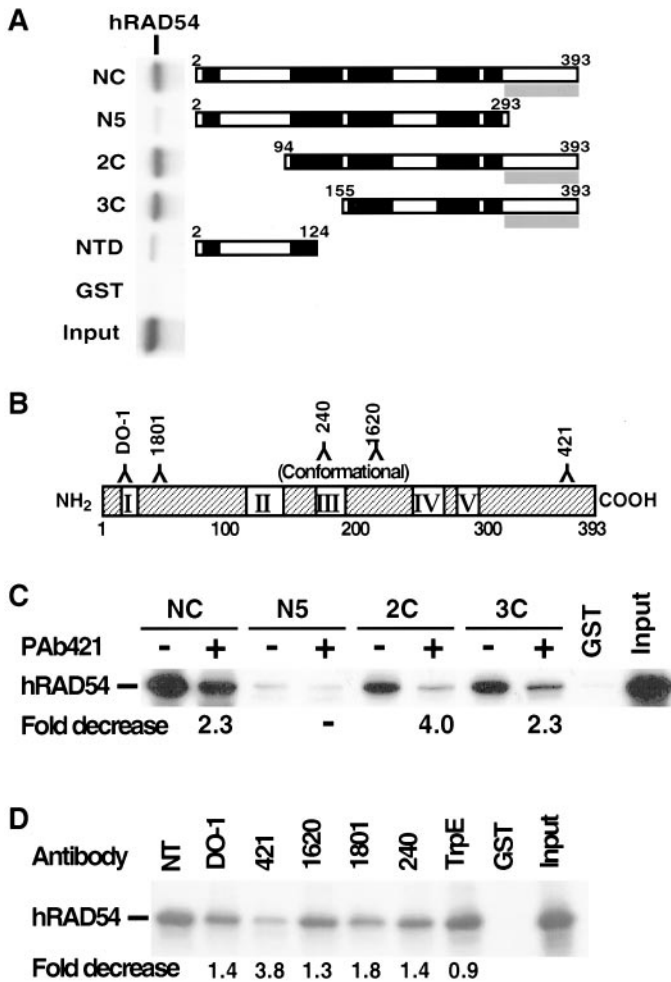 A
hRAD54
NC 2 393
N5 2 293
2C 94 393
3C 155 393
NTD 2 124
GST
Input
B
DO-1 1801 240 1620 421
(Conformational)
NH2 I II III IV V COOH
1 100 200 300 393
C
NC N5 2C 3C GST Input
PAb421 - + - + - + - +
hRAD54
Fold decrease 2.3 - 4.0 2.3
D
Antibody NT DO-1 421 1620 1801 240 TrpE GST Input
hRAD54
Fold decrease 1.4 3.8 1.3 1.8 1.4 0.9